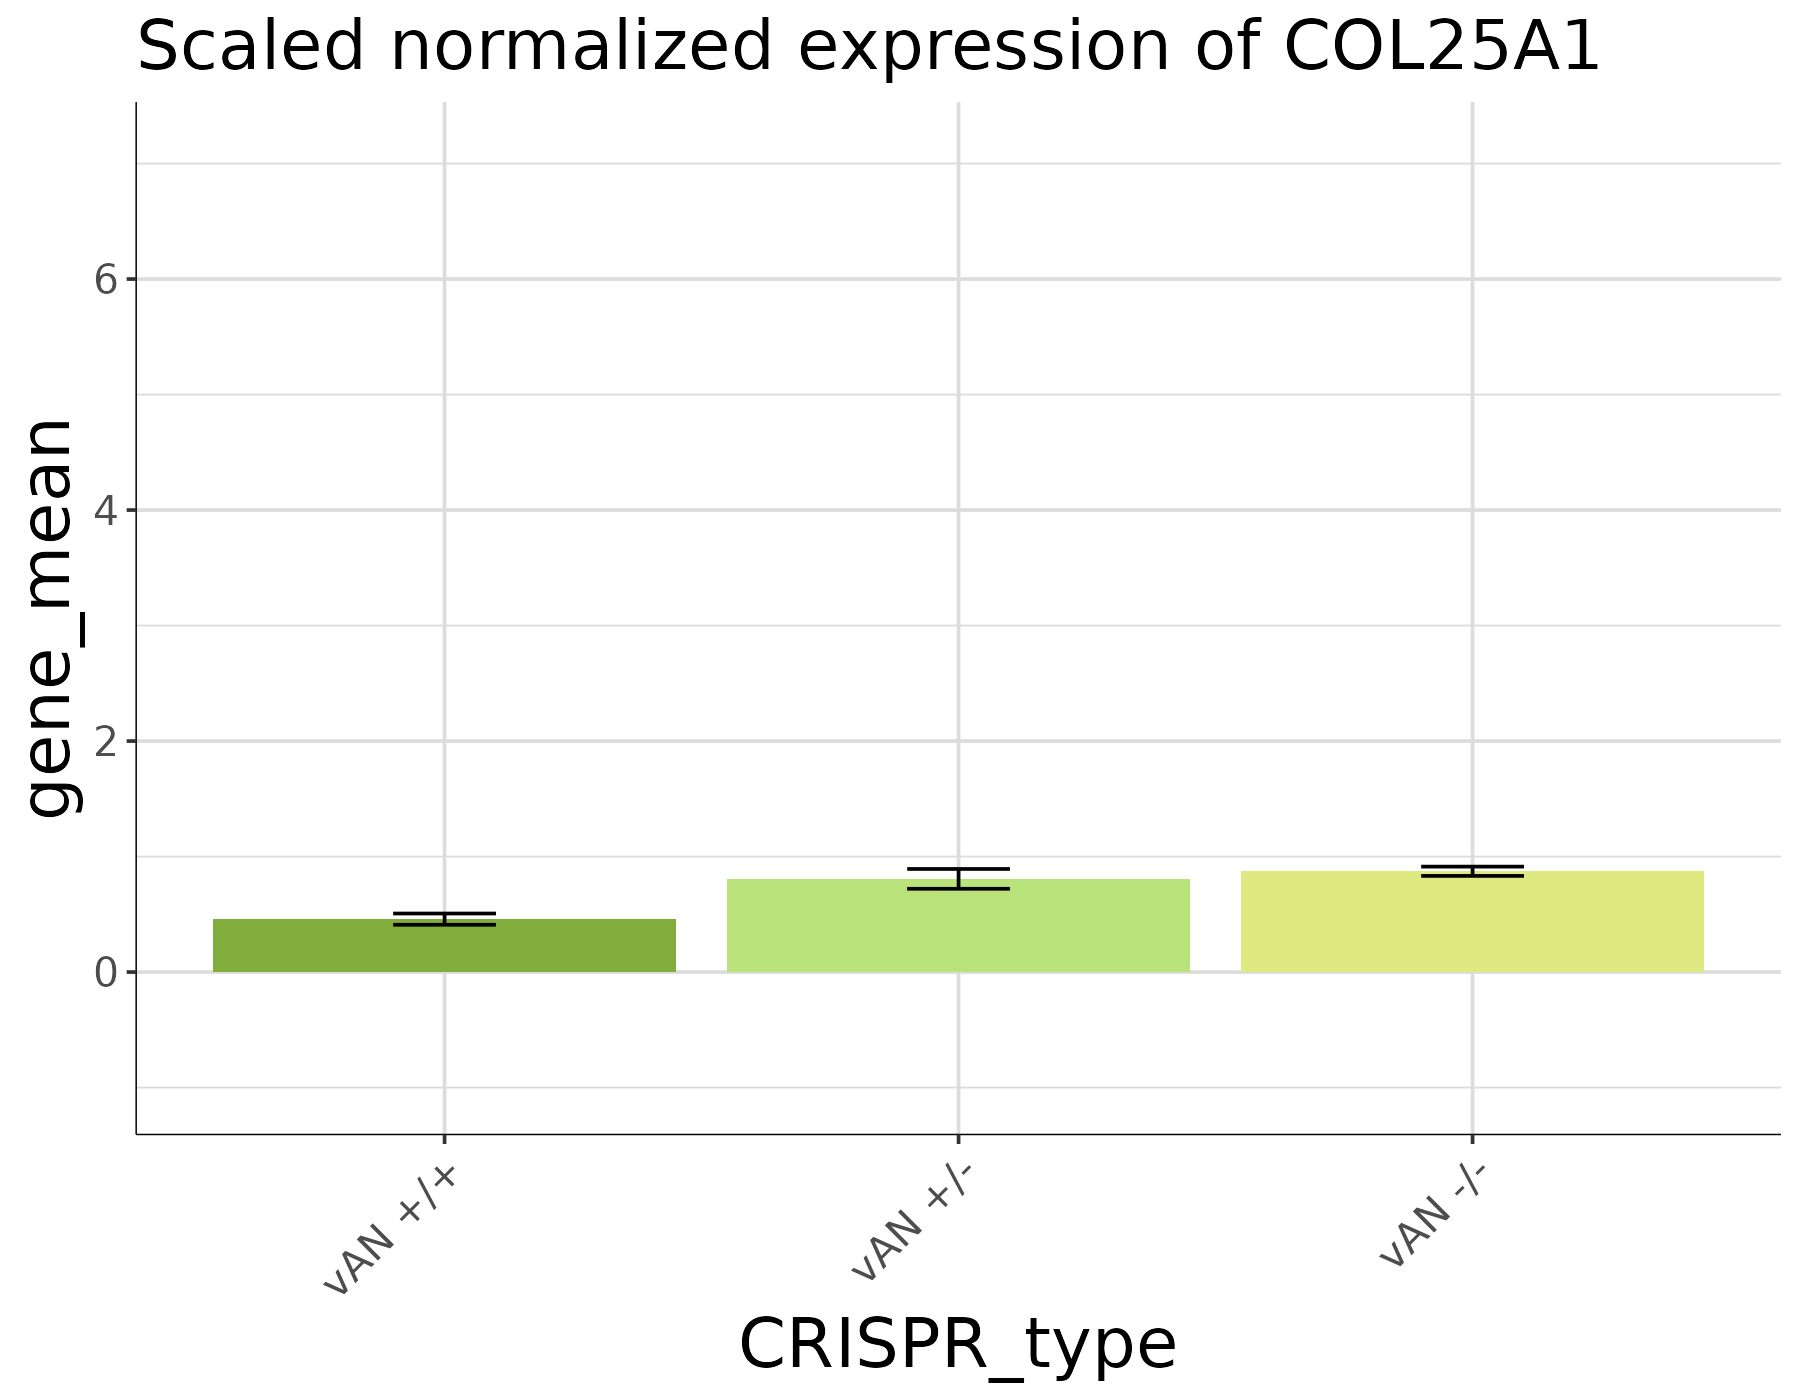 Scaled normalized expression of COL25A1
gene_mean
6
4
2
0
vAN +/+
vAN +/-
vAN -/-
CRISPR_type